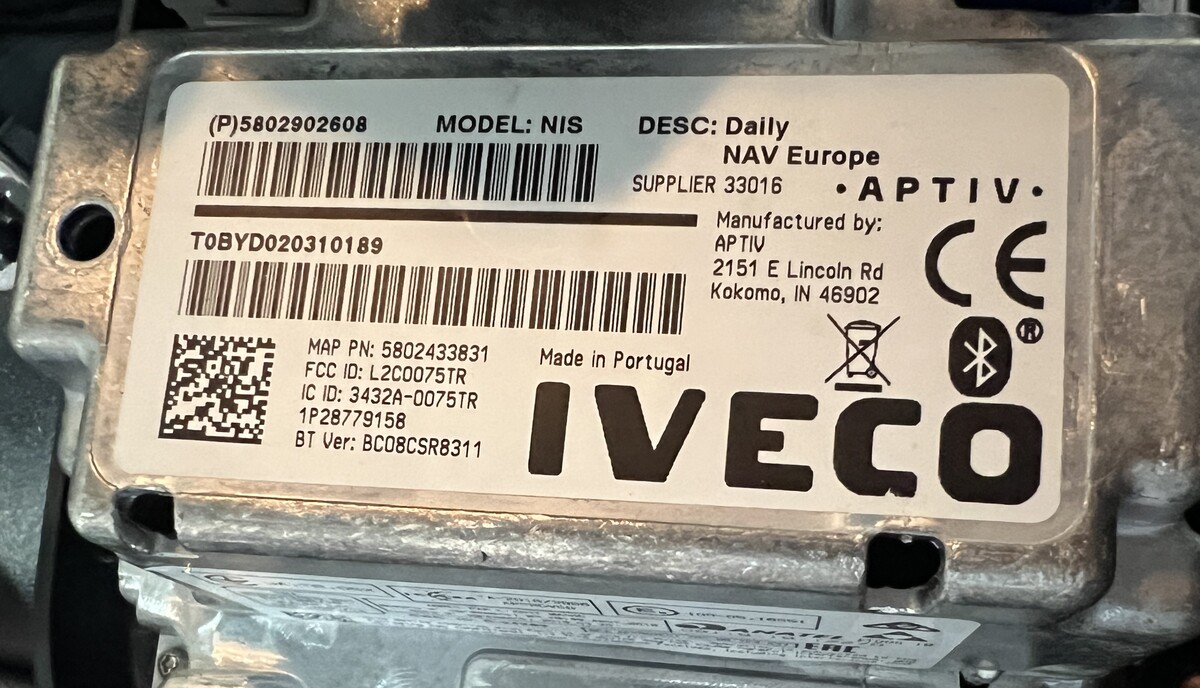 (P)5802902608 MODEL: NIS DESC: Daily
NAV Europe
SUPPLIER 33016 •APTIV•
T0BYD020310189
Manufactured by:
APTIV
2151 E Lincoln Rd
Kokomo, IN 46902
CE
MAP PN: 5802433831
FCC ID: L2C0075TR
IC ID: 3432A-0075TR
1P28779158
BT Ver: BC08CSR8311
Made in Portugal
®
IVECO
ANATEL
EAC